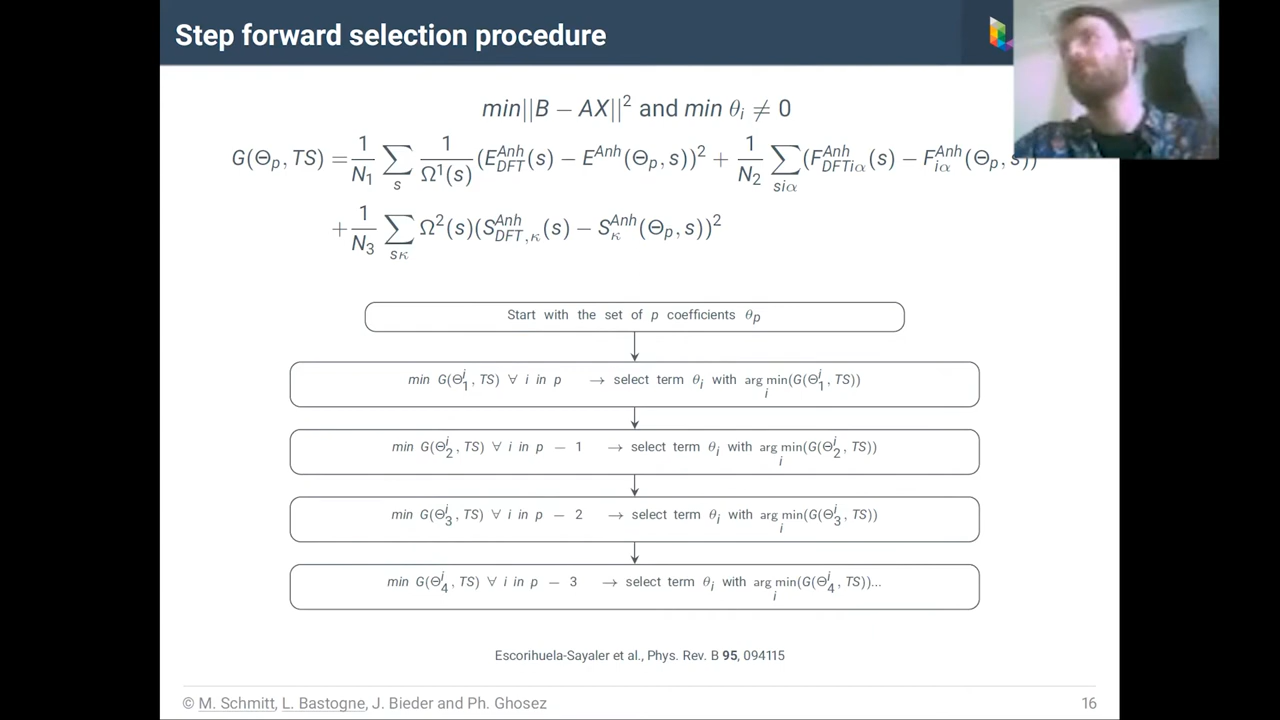 Step forward selection procedure
min||B − AX||² and min θᵢ ≠ 0
G(Θₚ, TS) = 1/N₁ ∑ₛ 1/Ω¹(s) (E^Anh_DFT(s) − E^Anh(Θₚ, s))² + 1/N₂ ∑_siα (F^Anh_DFTiα(s) − F^Anh_iα(Θₚ, s))
+ 1/N₃ ∑_sκ Ω²(s)(S^Anh_DFT,κ(s) − S^Anh_κ(Θₚ, s))²
Start with the set of p coefficients θₚ
min G(Θ₁ⁱ, TS) ∀ i in p → select term θᵢ with arg minᵢ(G(Θ₁ⁱ, TS))
min G(Θ₂ⁱ, TS) ∀ i in p − 1 → select term θᵢ with arg minᵢ(G(Θ₂ⁱ, TS))
min G(Θ₃ⁱ, TS) ∀ i in p − 2 → select term θᵢ with arg minᵢ(G(Θ₃ⁱ, TS))
min G(Θ₄ⁱ, TS) ∀ i in p − 3 → select term θᵢ with arg minᵢ(G(Θ₄ⁱ, TS))...
Escorihuela-Sayaler et al., Phys. Rev. B 95, 094115
© M. Schmitt, L. Bastogne, J. Bieder and Ph. Ghosez
16